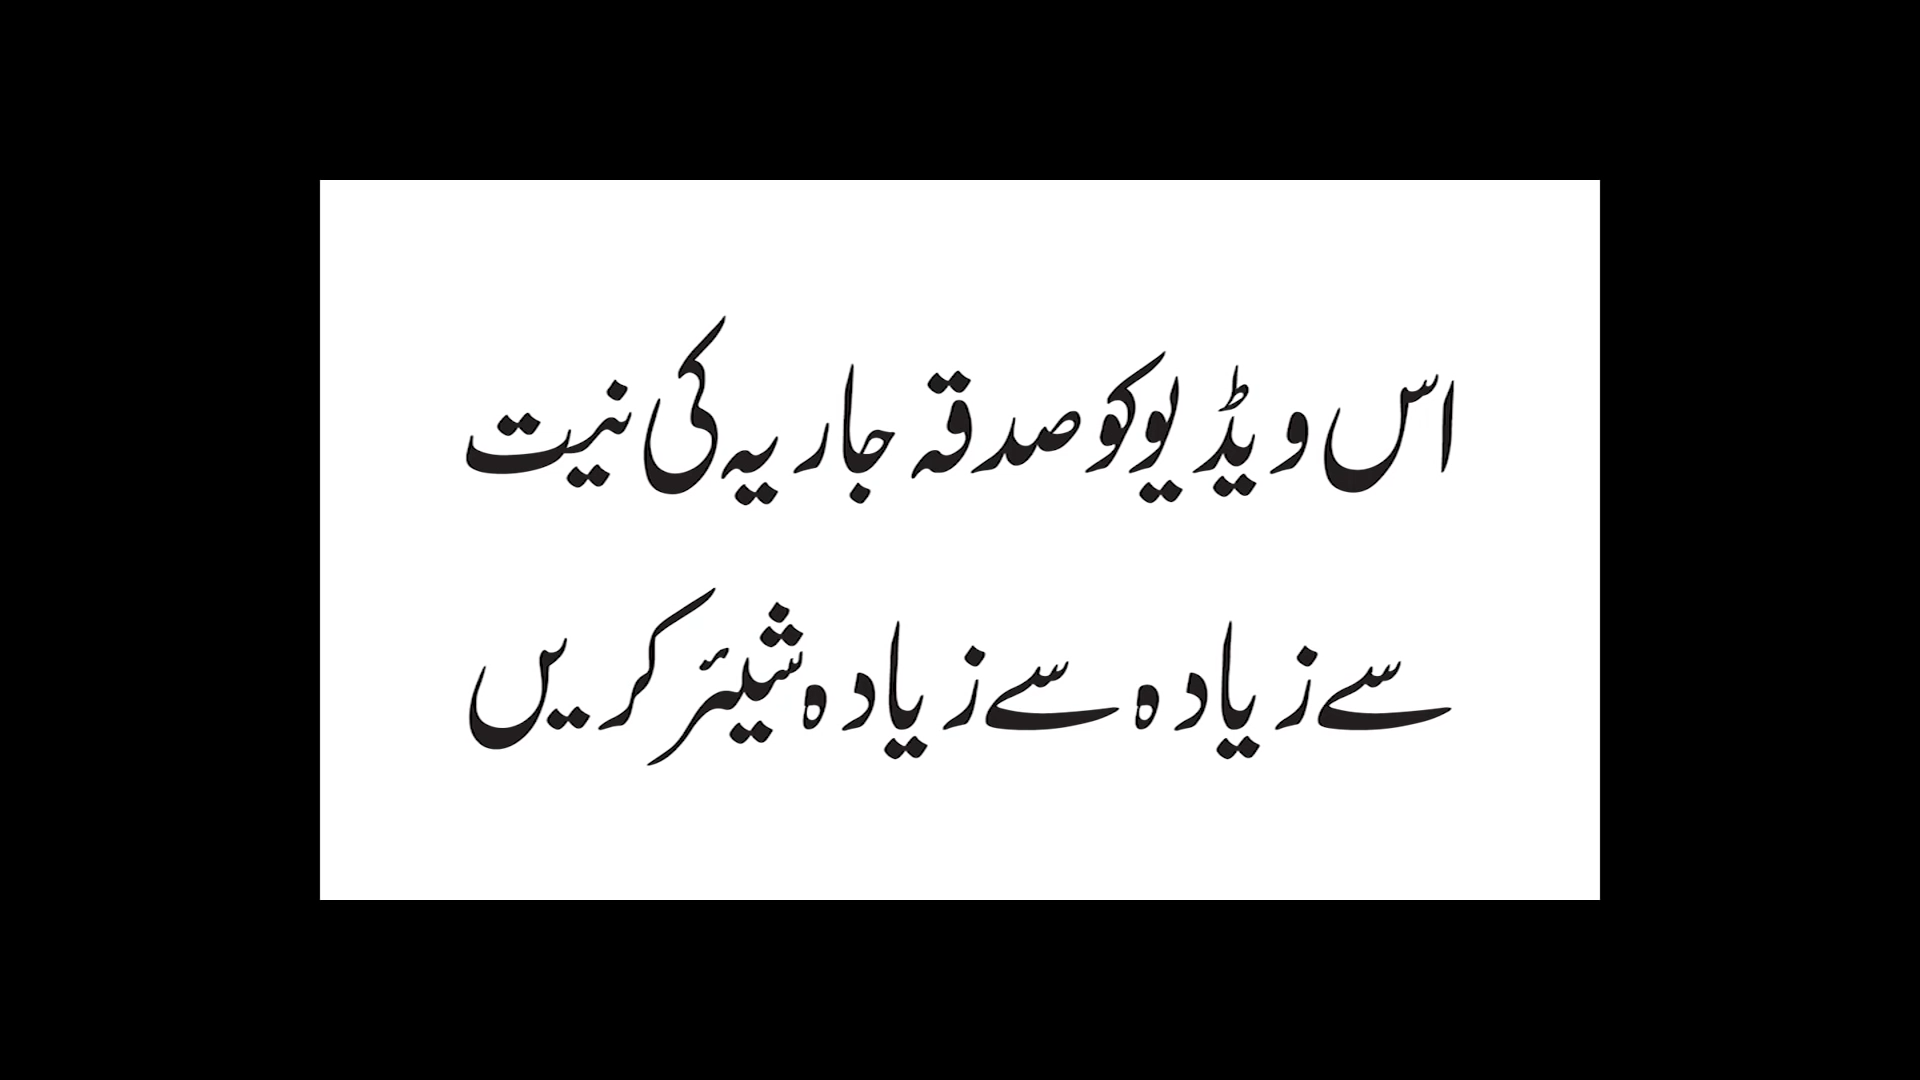 اس ویڈیو کو صدقہ جاریہ کی نیت
سے زیادہ سے زیادہ شیئر کریں